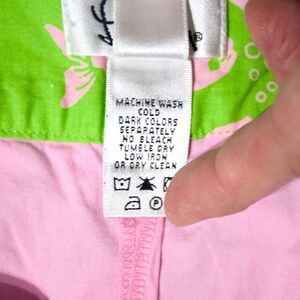 MACHINE WASH
COLD
DARK COLORS
SEPARATELY
NO BLEACH
TUMBLE DRY
LOW IRON
OR DRY CLEAN
P
®